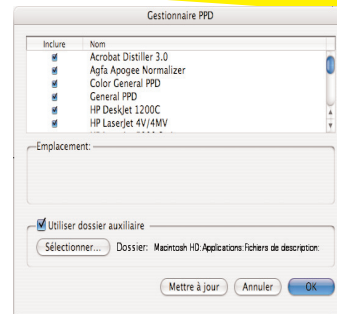 Gestionnaire PPD
Inclure Nom
Acrobat Distiller 3.0
Agfa Apogee Normalizer
Color General PPD
General PPD
HP DeskJet 1200C
HP LaserJet 4V/4MV
Emplacement:
Utiliser dossier auxiliaire
Sélectionner... Dossier: Macintosh HD:Applications:Fichiers de description:
Mettre à jour Annuler OK